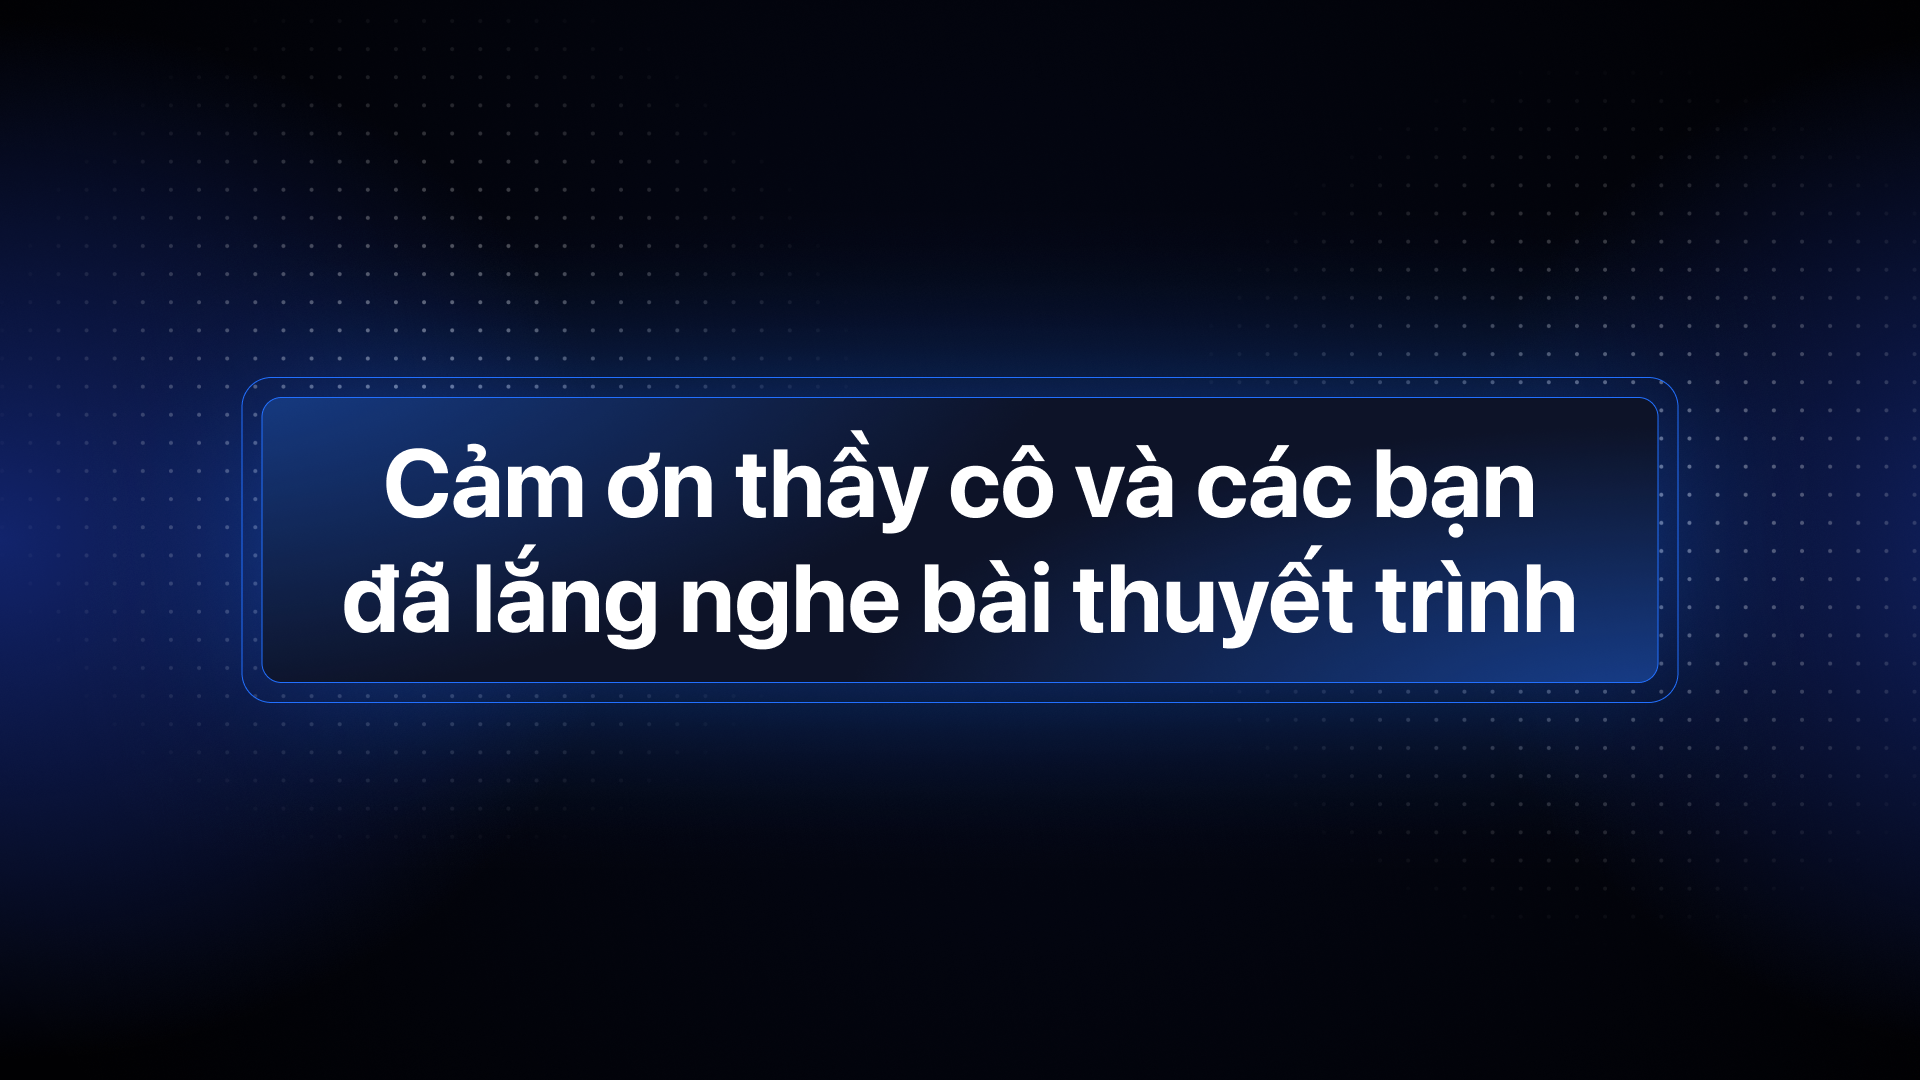 Cảm ơn thầy cô và các bạn
đã lắng nghe bài thuyết trình